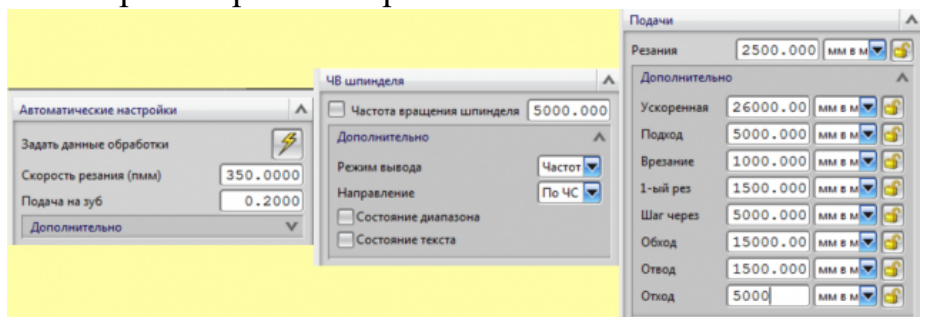 Автоматические настройки
Задать данные обработки
Скорость резания (пмм) 350.0000
Подача на зуб 0.2000
Дополнительно
ЧВ шпинделя
Частота вращения шпинделя 5000.000
Дополнительно
Режим вывода Частот
Направление По ЧС
Состояние диапазона
Состояние текста
Подачи
Резания 2500.000 мм в м
Дополнительно
Ускоренная 26000.00 мм в м
Подход 5000.000 мм в м
Врезание 1000.000 мм в м
1-ый рез 1500.000 мм в м
Шаг через 5000.000 мм в м
Обход 15000.00 мм в м
Отвод 1500.000 мм в м
Отход 5000 мм в м